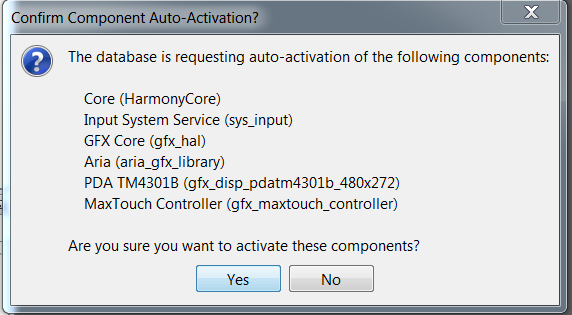 Confirm Component Auto-Activation?
The database is requesting auto-activation of the following components:
Core (HarmonyCore)
Input System Service (sys_input)
GFX Core (gfx_hal)
Aria (aria_gfx_library)
PDA TM4301B (gfx_disp_pdatm4301b_480x272)
MaxTouch Controller (gfx_maxtouch_controller)
Are you sure you want to activate these components?
Yes No